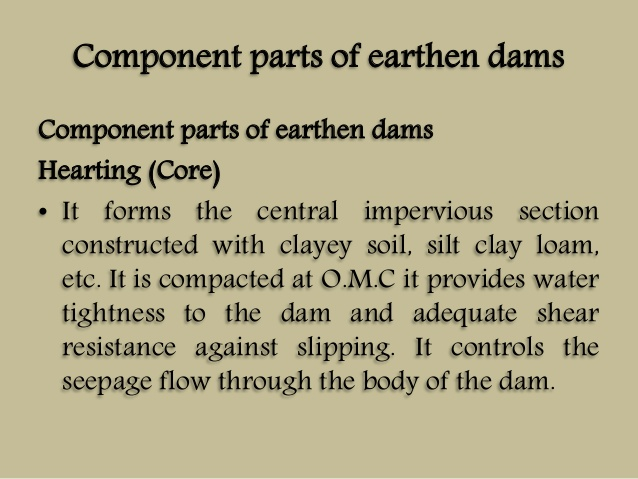 Component parts of earthen dams
Component parts of earthen dams
Hearting (Core)
• It forms the central impervious section
constructed with clayey soil, silt clay loam,
etc. It is compacted at O.M.C it provides water
tightness to the dam and adequate shear
resistance against slipping. It controls the
seepage flow through the body of the dam.